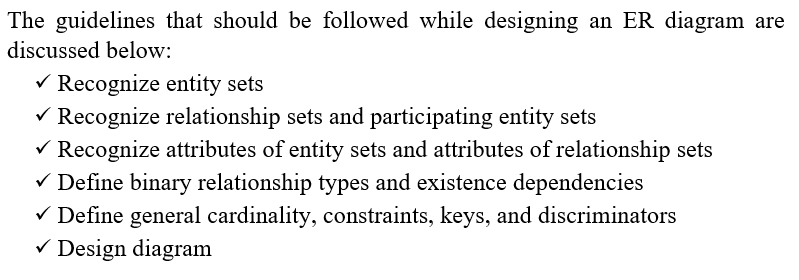 The guidelines that should be followed while designing an ER diagram are
discussed below:
✓ Recognize entity sets
✓ Recognize relationship sets and participating entity sets
✓ Recognize attributes of entity sets and attributes of relationship sets
✓ Define binary relationship types and existence dependencies
✓ Define general cardinality, constraints, keys, and discriminators
✓ Design diagram